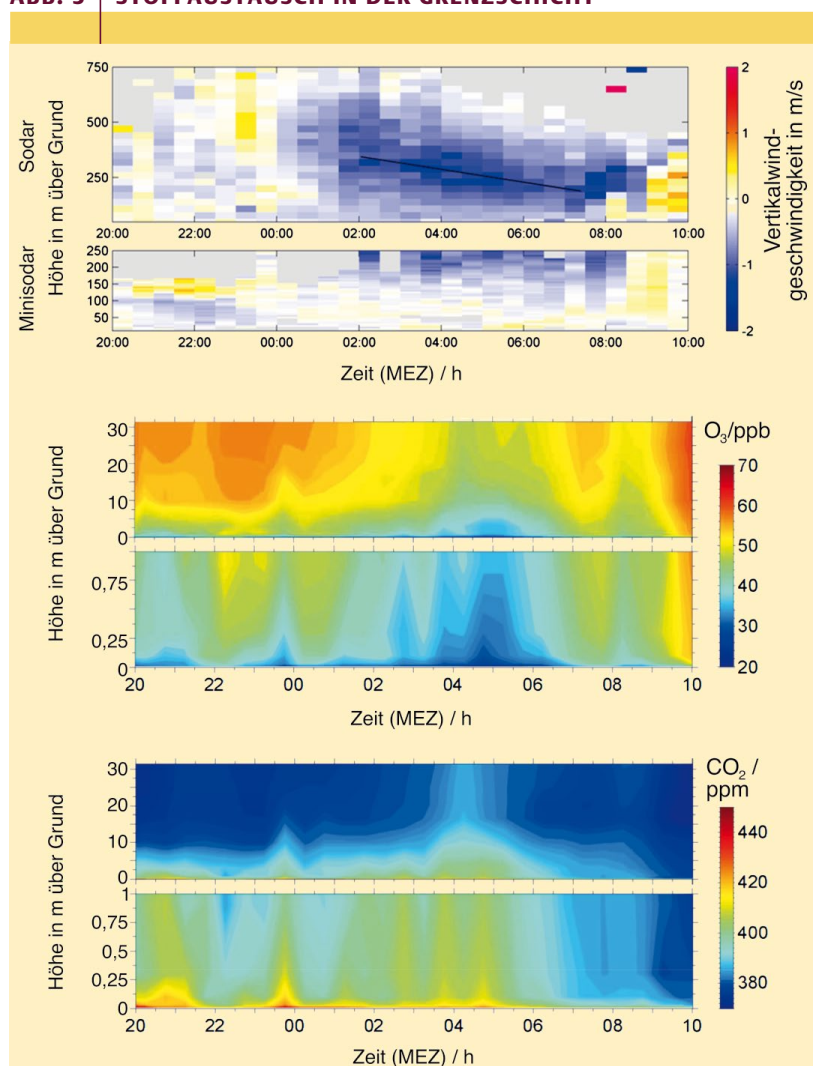 ABB. 5 STOFFAUSTAUSCH IN DER GRENZSCHICHT
Sodar
Minisodar
Höhe in m über Grund
750
500
250
20:00 22:00 00:00 02:00 04:00 06:00 08:00 10:00
250
200
150
100
50
20:00 22:00 00:00 02:00 04:00 06:00 08:00 10:00
Zeit (MEZ) / h
2
1
0
-1
-2
Vertikalwind-
geschwindigkeit in m/s
Höhe in m über Grund
30
20
10
0
0,75
0,25
0
20 22 00 02 04 06 08 10
Zeit (MEZ) / h
O₃/ppb
70
60
50
40
30
20
Höhe in m über Grund
30
20
10
0
1
0,75
0,5
0,25
0
20 22 00 02 04 06 08 10
Zeit (MEZ) / h
CO₂ /
ppm
440
420
400
380